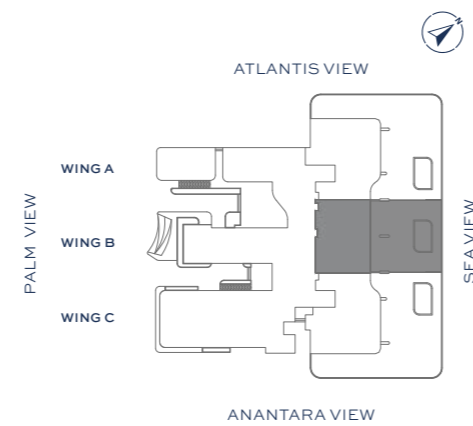 N
ATLANTIS VIEW
WING A
PALM VIEW
WING B
SEA VIEW
WING C
ANANTARA VIEW